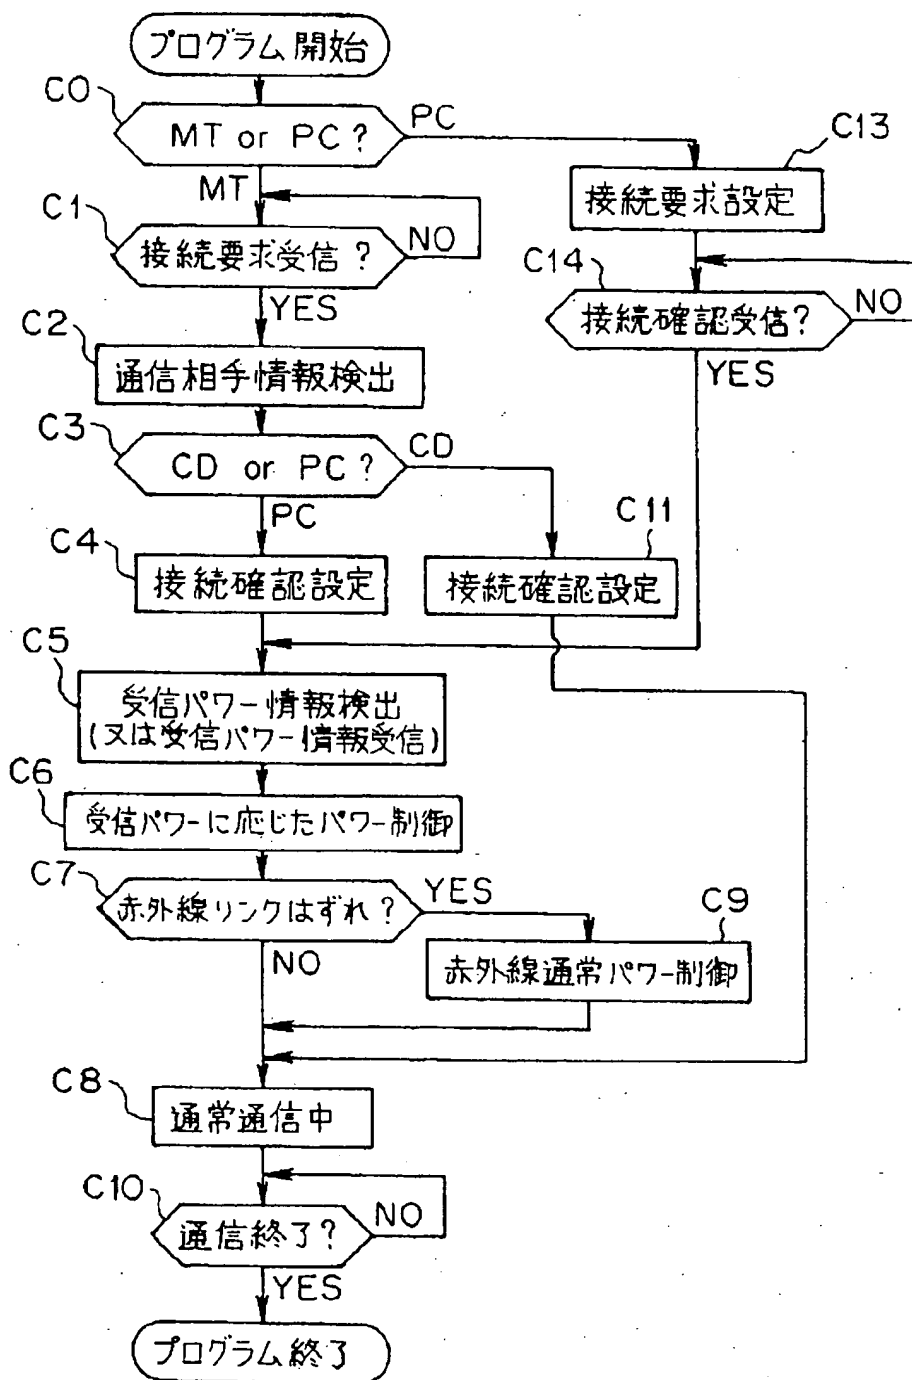 プログラム開始
C0
MT or PC?
PC
C13
MT
接続要求設定
C1
接続要求受信?
NO
C14
YES
接続確認受信?
NO
C2
通信相手情報検出
YES
C3
CD or PC?
CD
PC
C11
C4
接続確認設定
接続確認設定
C5
受信パワー情報検出
(又は受信パワー情報受信)
C6
受信パワーに応じたパワー制御
C7
赤外線リンクはずれ?
YES
C9
NO
赤外線通常パワー制御
C8
通常通信中
C10
通信終了?
NO
YES
プログラム終了